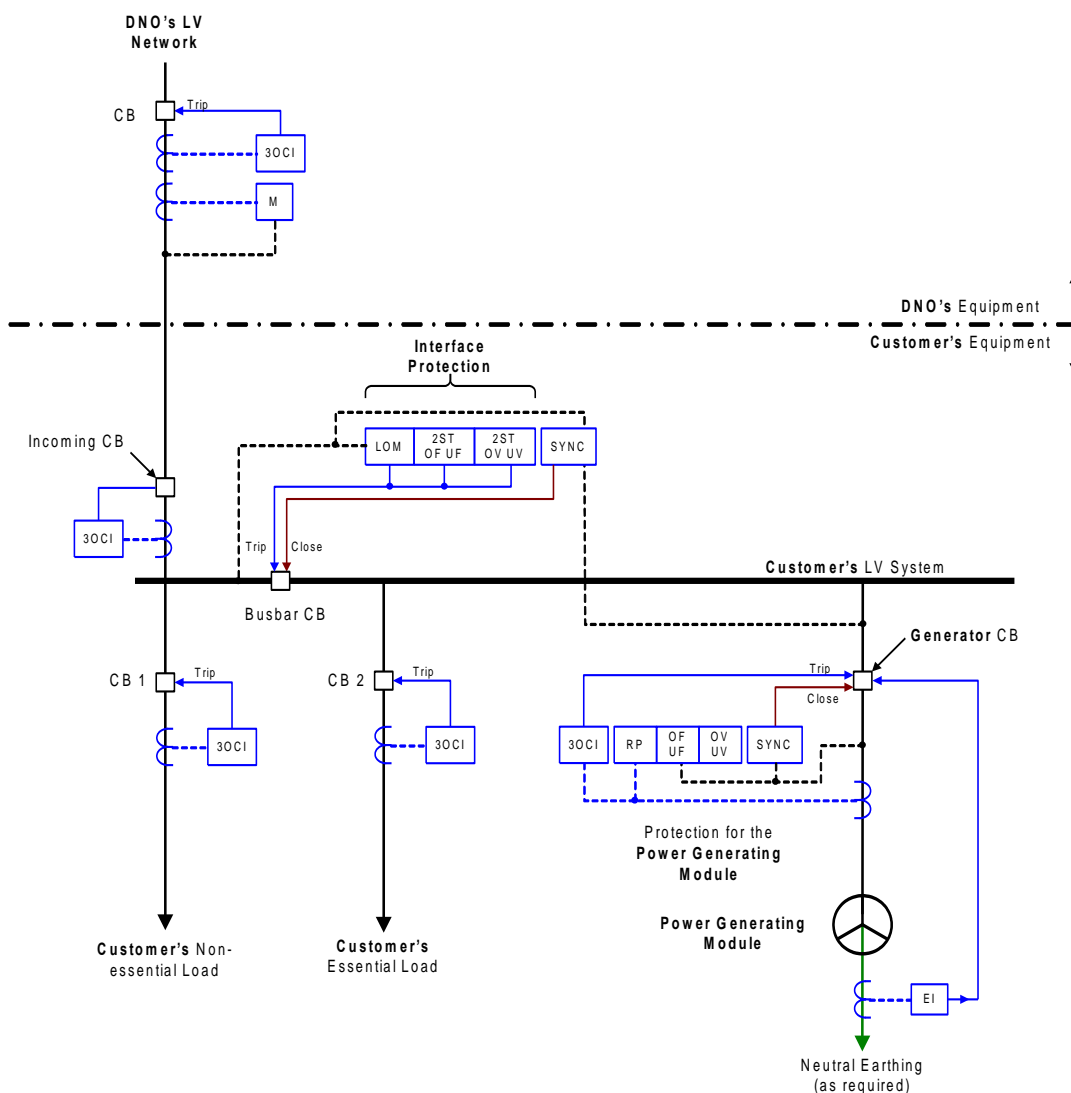 DNO's LV
Network
CB
Trip
3OCI
M
DNO's Equipment
Customer's Equipment
Interface
Protection
Incoming CB
LOM
2ST
OF UF
2ST
OV UV
SYNC
3OCI
Trip
Close
Customer's LV System
Busbar CB
Generator CB
CB 1
Trip
CB 2
Trip
Trip
Close
3OCI
3OCI
3OCI
RP
OF
UF
OV
UV
SYNC
Protection for the
Power Generating
Module
Power Generating
Module
Customer's Non-
essential Load
Customer's
Essential Load
EI
Neutral Earthing
(as required)